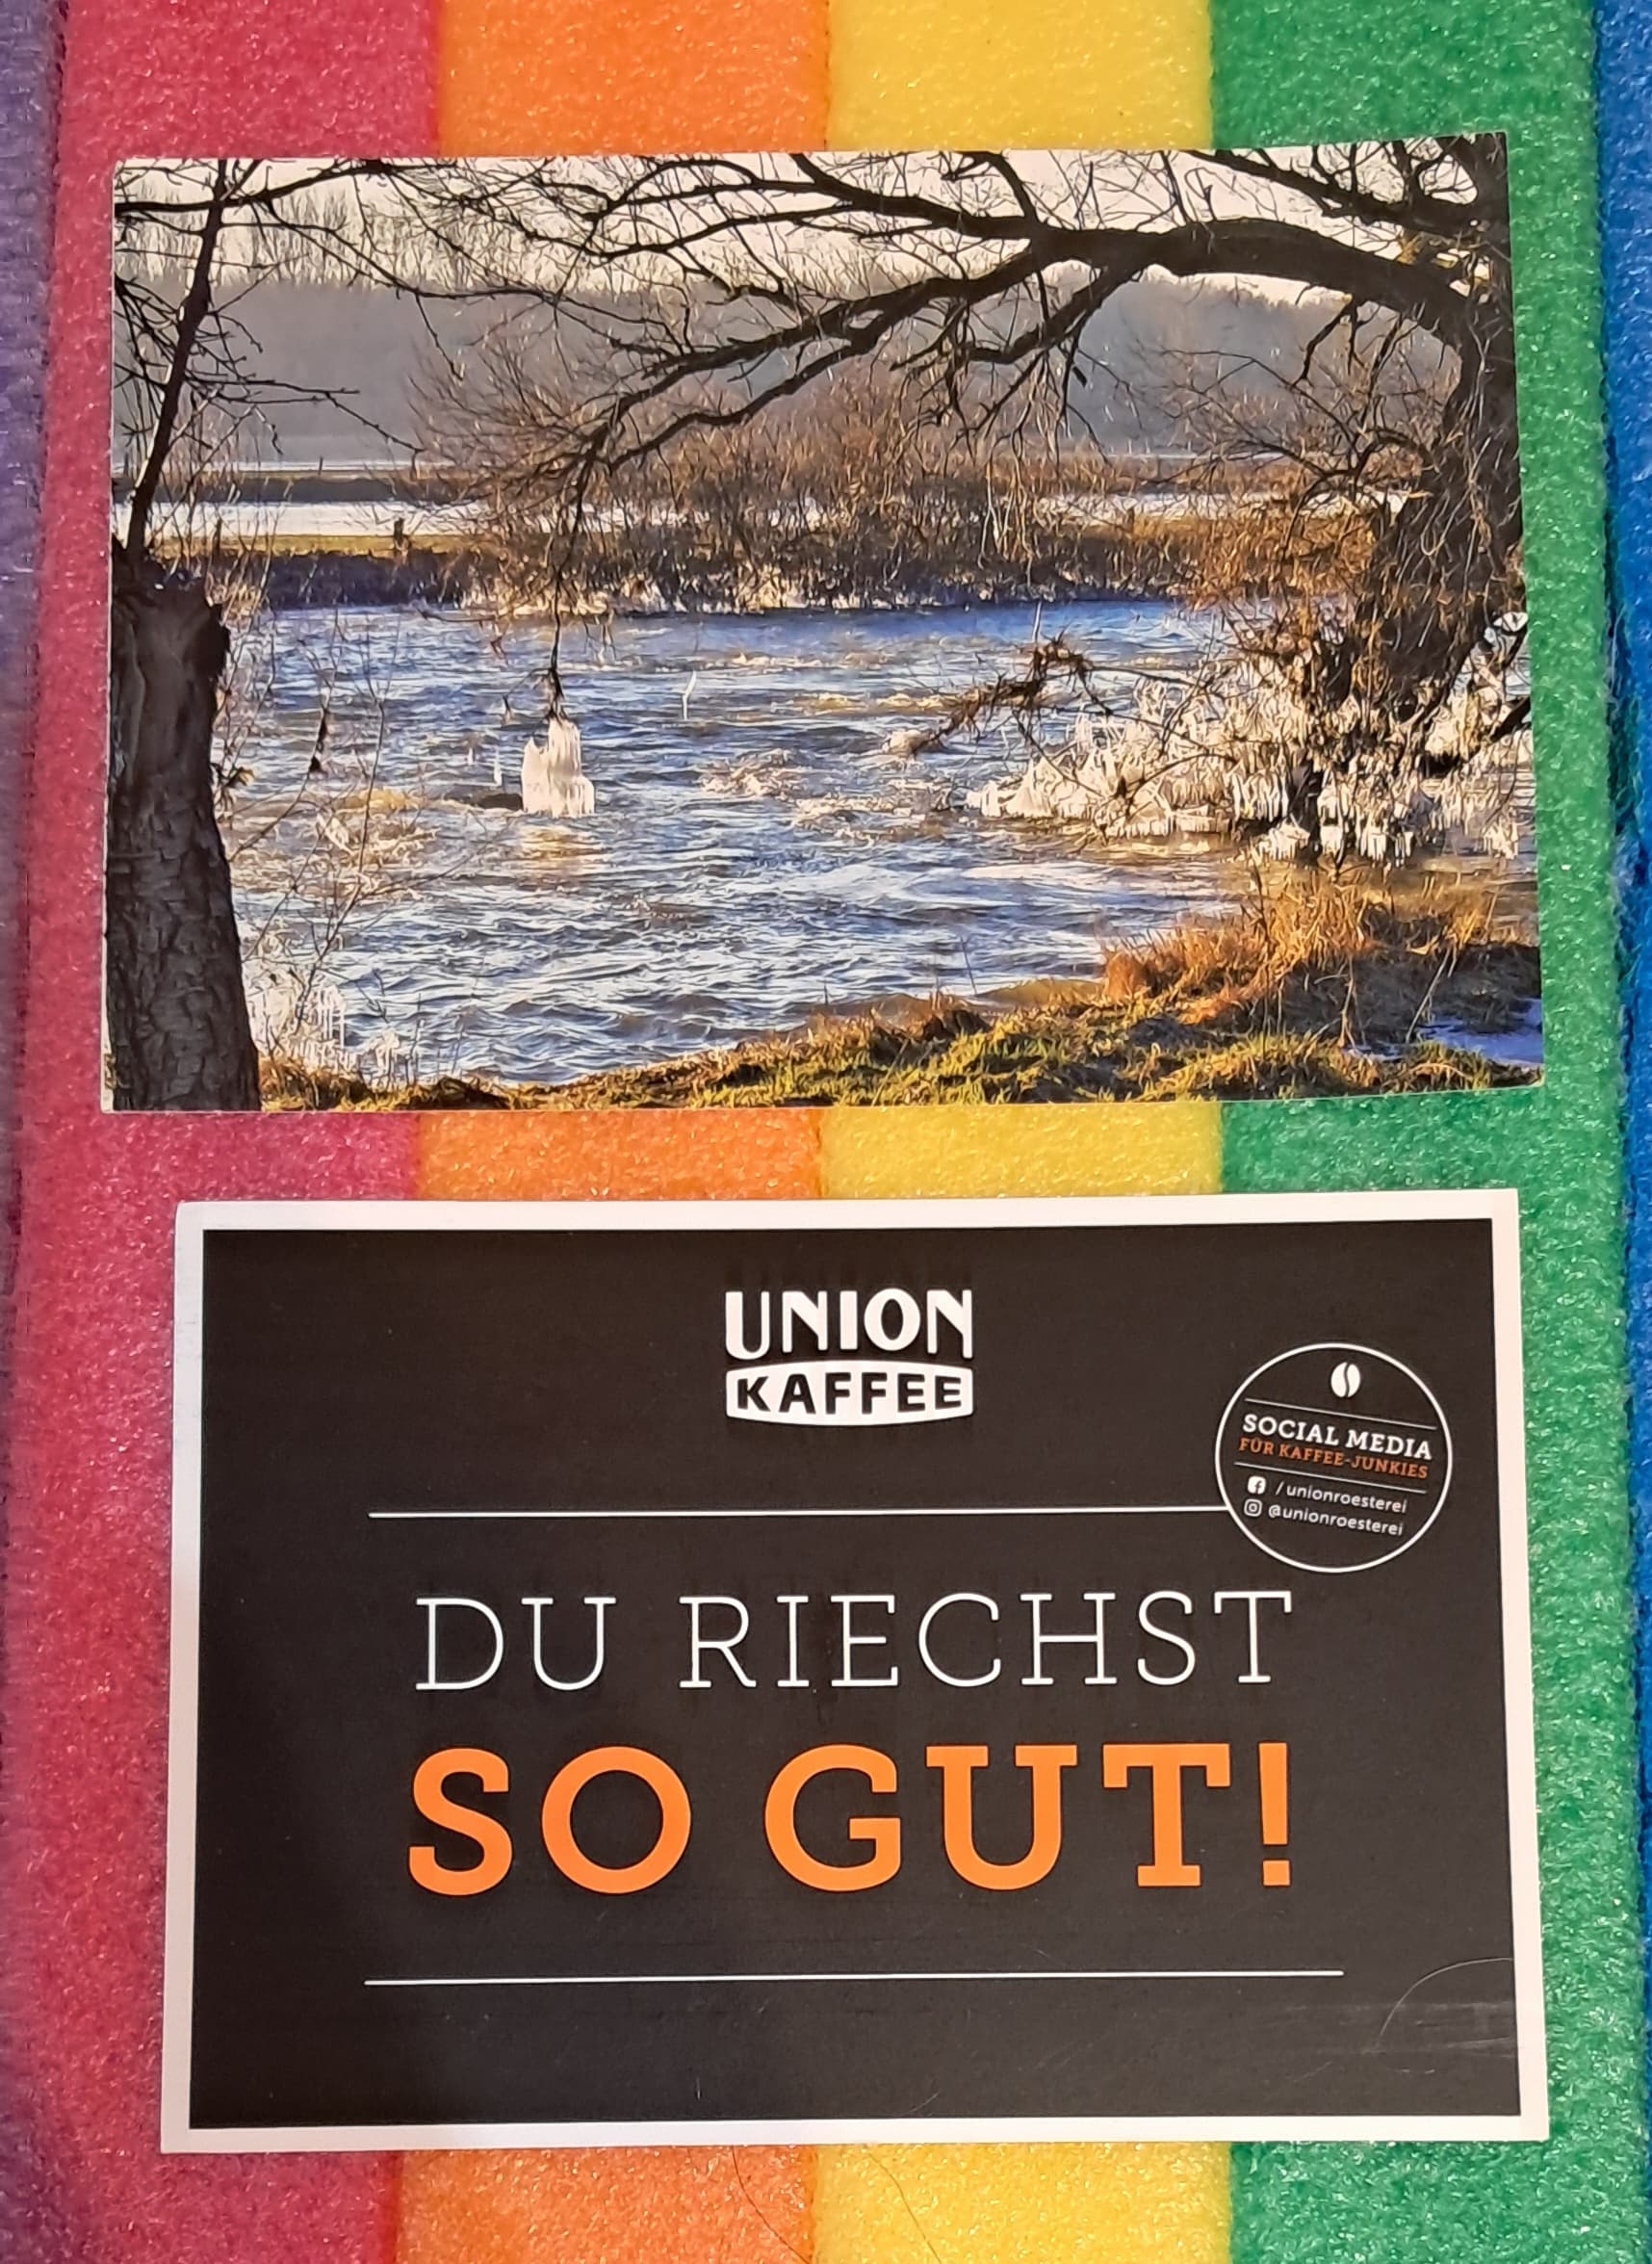 UNION
KAFFEE
SOCIAL MEDIA
FÜR KAFFEE-JUNKIES
/unionroesterei
@unionroesterei
DU RIECHST
SO GUT!